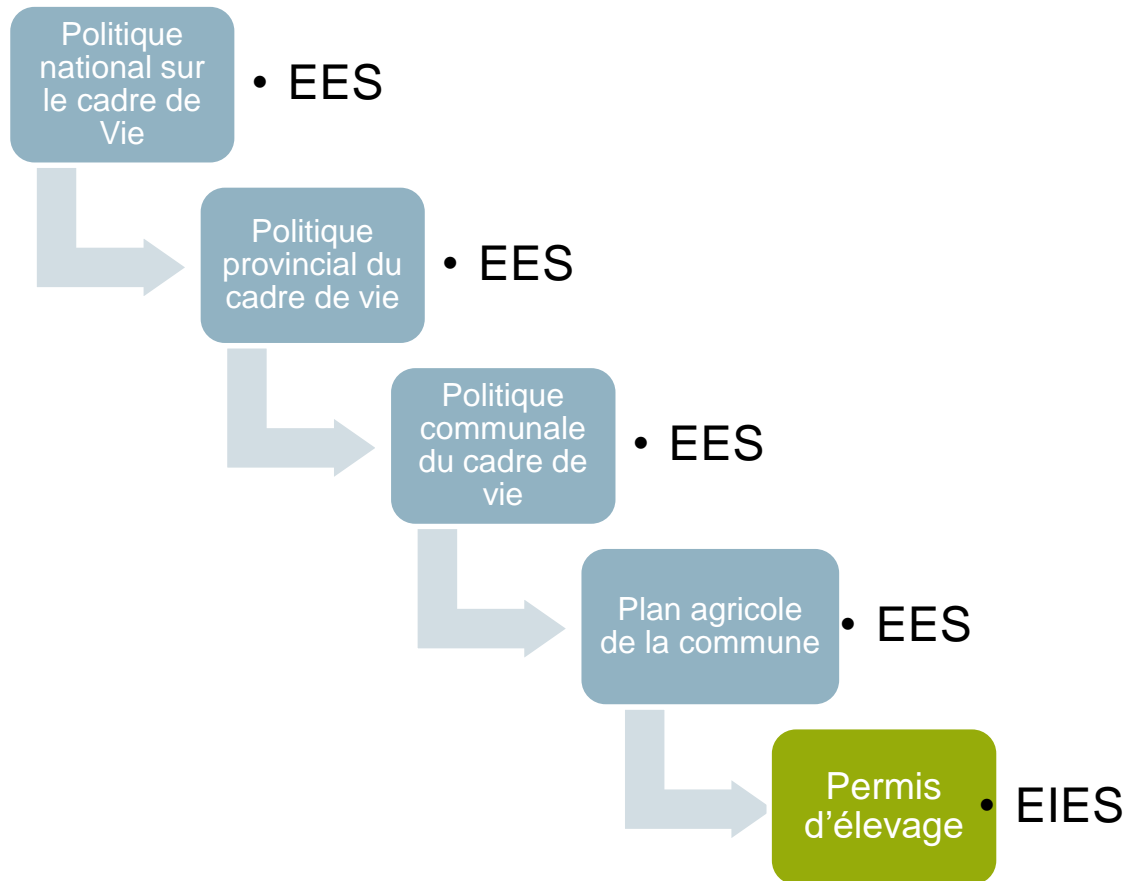 Politique
national sur
le cadre de
Vie
• EES
Politique
provincial du
cadre de vie
• EES
Politique
communale
du cadre de
vie
• EES
Plan agricole
de la commune
• EES
Permis
d'élevage
• EIES